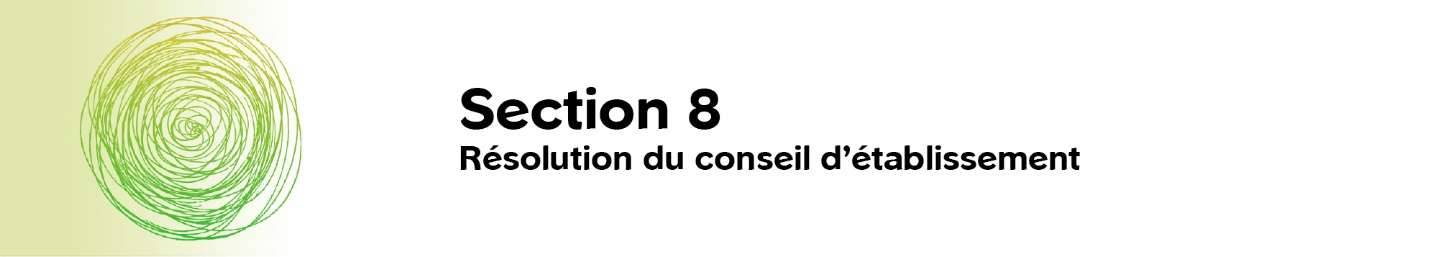 Section 8
Résolution du conseil d’établissement